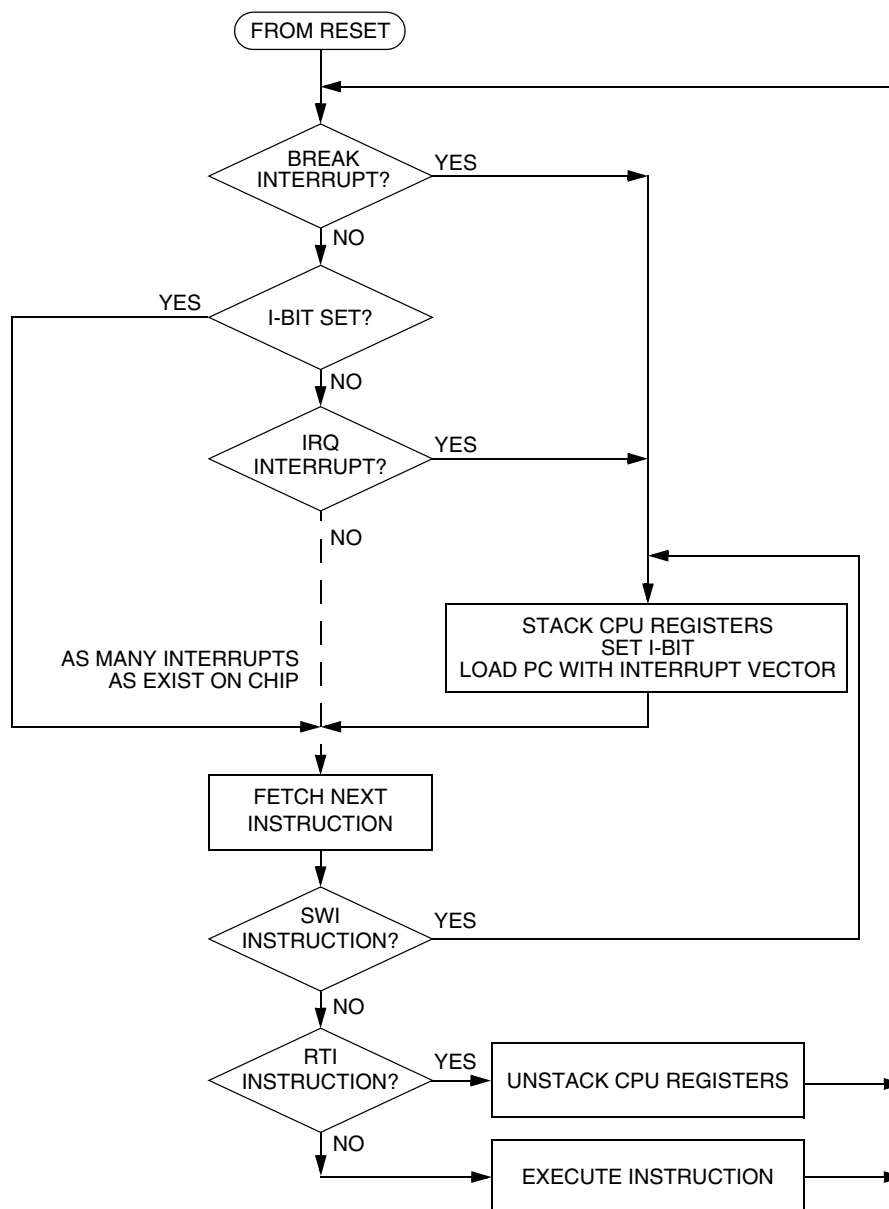 FROM RESET
BREAK
INTERRUPT?
YES
NO
YES
I-BIT SET?
NO
IRQ
INTERRUPT?
YES
NO
STACK CPU REGISTERS
SET I-BIT
LOAD PC WITH INTERRUPT VECTOR
AS MANY INTERRUPTS
AS EXIST ON CHIP
FETCH NEXT
INSTRUCTION
SWI
INSTRUCTION?
YES
NO
RTI
INSTRUCTION?
YES
UNSTACK CPU REGISTERS
NO
EXECUTE INSTRUCTION